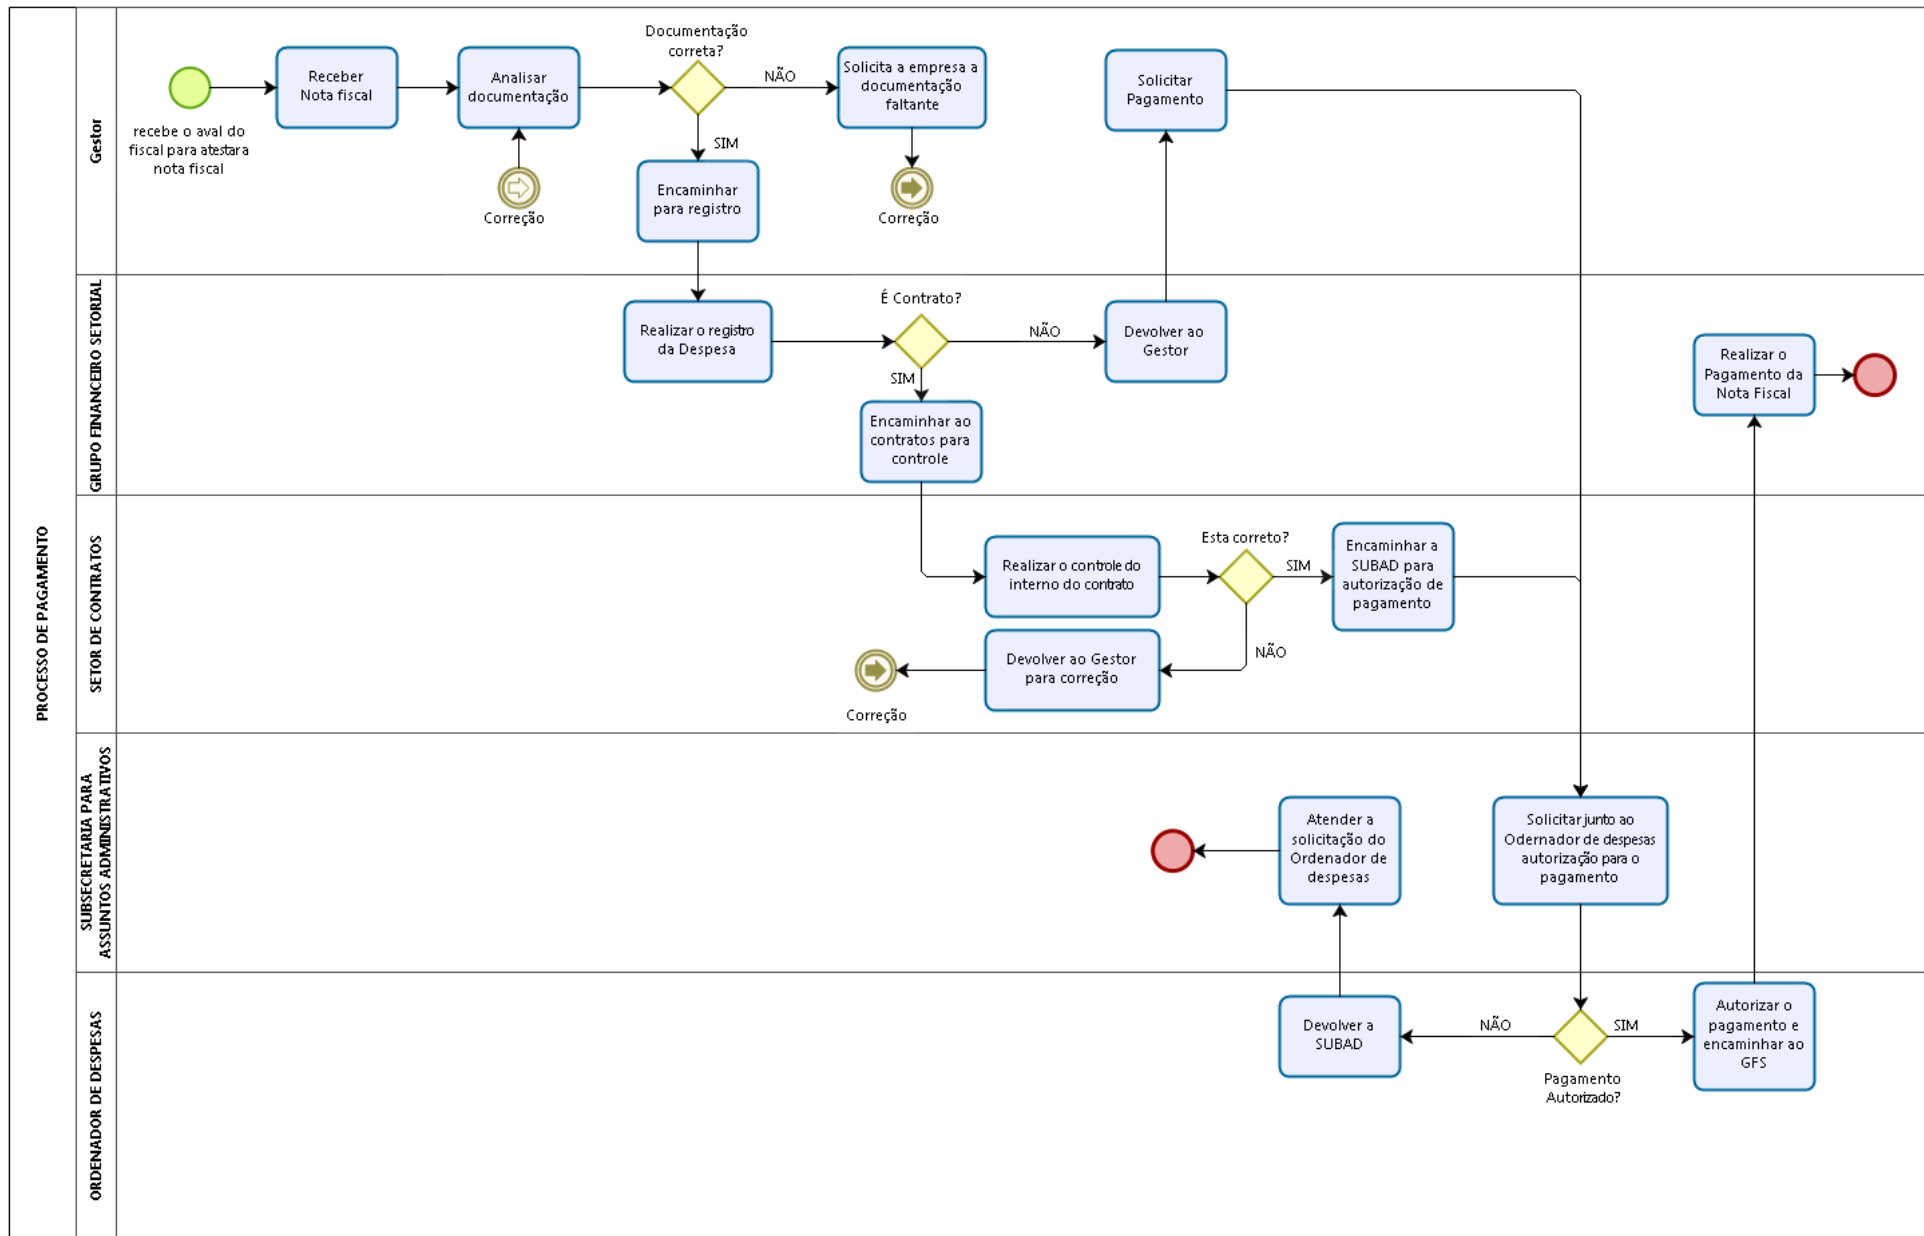 PROCESSO DE PAGAMENTO
Gestor
recebe o aval do
fiscal para atestara
nota fiscal
Receber
Nota fiscal
Analisar
documentação
Correção
Documentação
correta?
NÃO
SIM
Solicita a empresa a
documentação
faltante
Correção
Encaminhar
para registro
Solicitar
Pagamento
GRUPO FINANCEIRO SETORIAL
Realizar o registro
da Despesa
É Contrato?
NÃO
SIM
Devolver ao
Gestor
Encaminhar ao
contratos para
controle
Realizar o
Pagamento da
Nota Fiscal
SETOR DE CONTRATOS
Realizar o controle do
interno do contrato
Esta correto?
SIM
NÃO
Encaminhar a
SUBAD para
autorização de
pagamento
Devolver ao Gestor
para correção
Correção
SUBSECRETARIA PARA
ASSUNTOS ADMINISTRATIVOS
Atender a
solicitação do
Ordenador de
despesas
Solicitar junto ao
Odernador de despesas
autorização para o
pagamento
ORDENADOR DE DESPESAS
Devolver a
SUBAD
NÃO
SIM
Pagamento
Autorizado?
Autorizar o
pagamento e
encaminhar ao
GFS